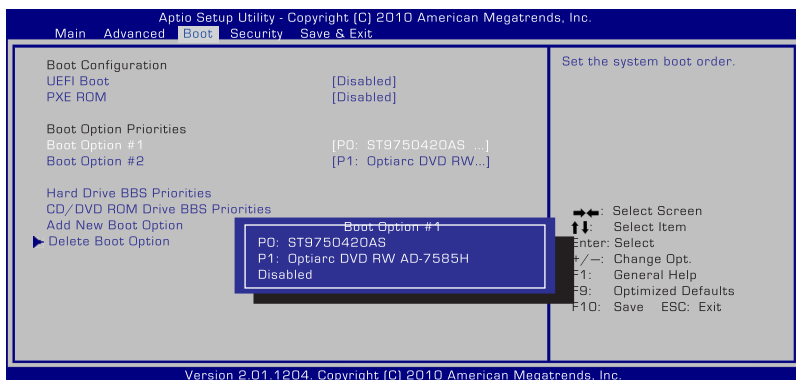 Aptio Setup Utility - Copyright (C) 2010 American Megatrends, Inc.
Main Advanced Boot Security Save & Exit
Boot Configuration
UEFI Boot [Disabled]
PXE ROM [Disabled]
Boot Option Priorities
Boot Option #1 [P0: ST9750420AS ...]
Boot Option #2 [P1: Optiarc DVD RW...]
Hard Drive BBS Priorities
CD/DVD ROM Drive BBS Priorities
Add New Boot Option
Delete Boot Option
Boot Option #1
P0: ST9750420AS
P1: Optiarc DVD RW AD-7585H
Disabled
Set the system boot order.
→←: Select Screen
↑↓: Select Item
Enter: Select
+/—: Change Opt.
F1: General Help
F9: Optimized Defaults
F10: Save ESC: Exit
Version 2.01.1204. Copyright (C) 2010 American Megatrends, Inc.